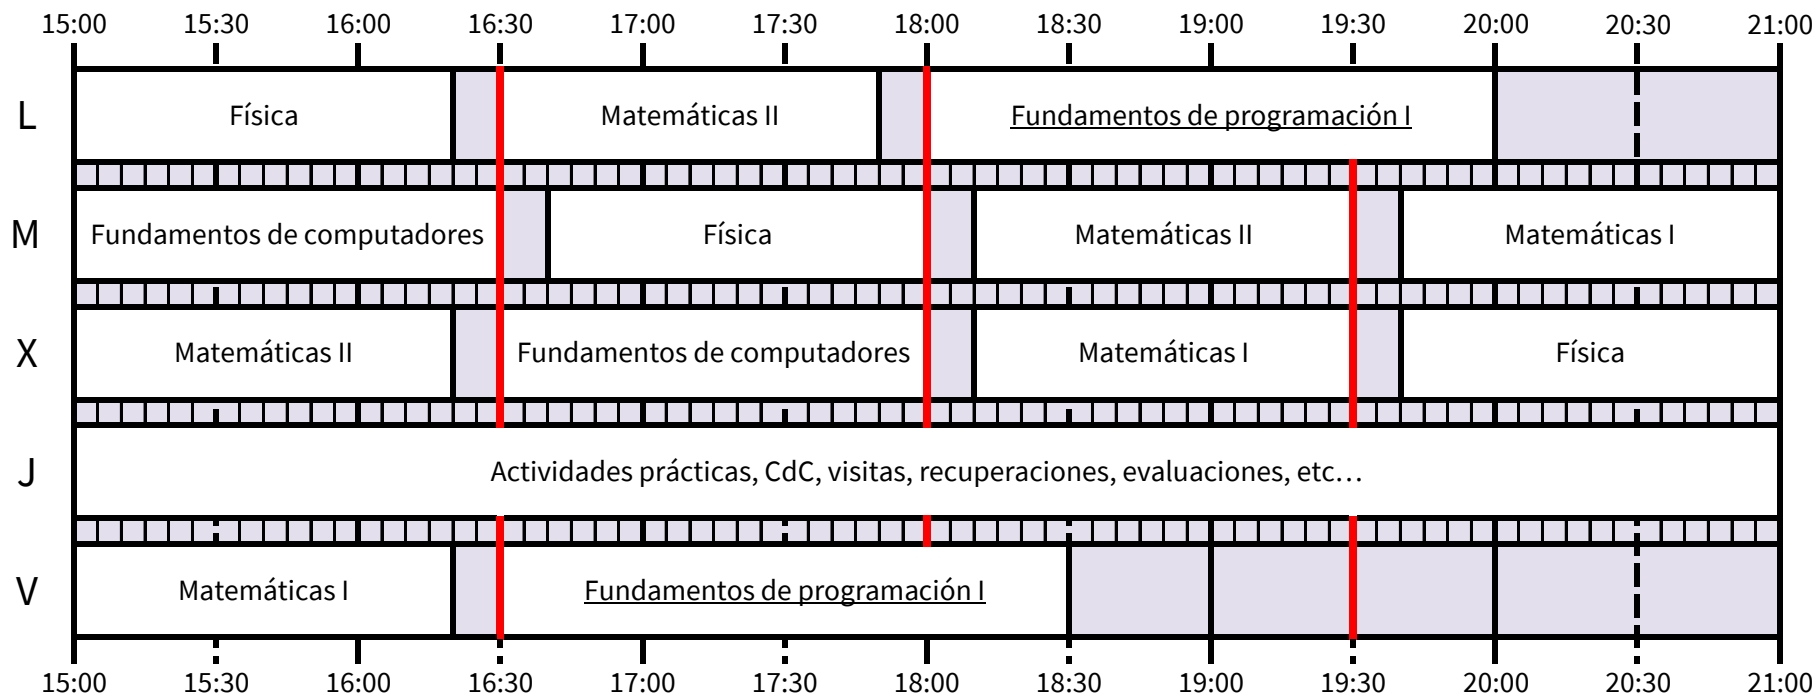 15:00 15:30 16:00 16:30 17:00 17:30 18:00 18:30 19:00 19:30 20:00 20:30 21:00
L Física Matemáticas II Fundamentos de programación I
M Fundamentos de computadores Física Matemáticas II Matemáticas I
X Matemáticas II Fundamentos de computadores Matemáticas I Física
J Actividades prácticas, CdC, visitas, recuperaciones, evaluaciones, etc…
V Matemáticas I Fundamentos de programación I
15:00 15:30 16:00 16:30 17:00 17:30 18:00 18:30 19:00 19:30 20:00 20:30 21:00